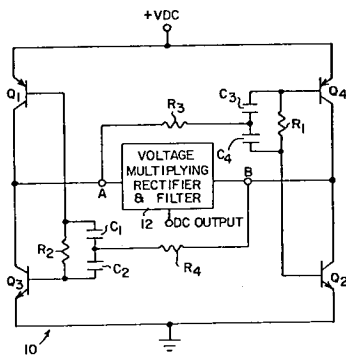 +VDC
Q1
Q4
C3
R3
R1
C4
A
VOLTAGE
MULTIPLYING
RECTIFIER
& FILTER
B
12
DC OUTPUT
C1
R2
R4
C2
Q3
Q2
10